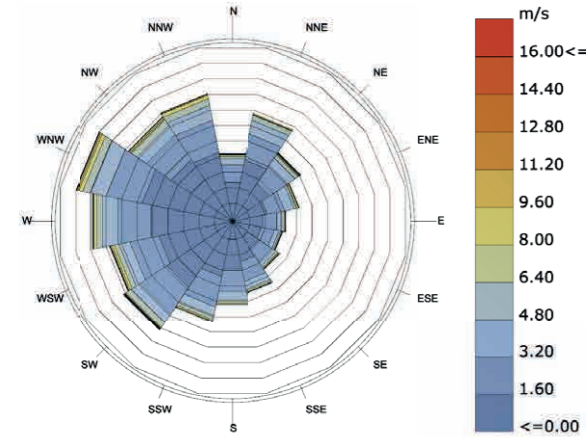 N
NNE
NE
ENE
E
ESE
SE
SSE
S
SSW
SW
WSW
W
WNW
NW
NNW
m/s
16.00<=
14.40
12.80
11.20
9.60
8.00
6.40
4.80
3.20
1.60
<=0.00